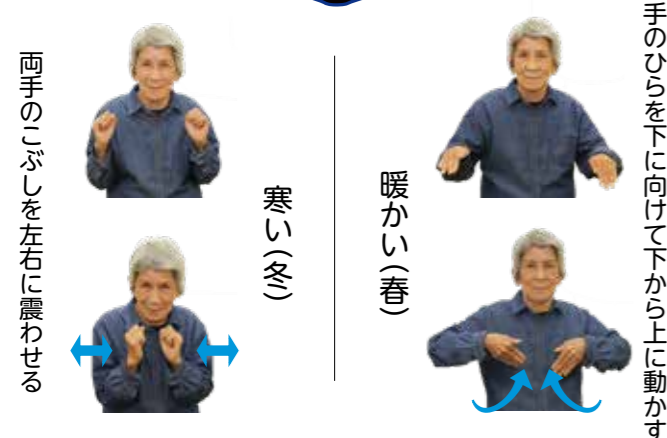 手のひらを下に向けて下から上に動かす
暖かい(春)
寒い(冬)
両手のこぶしを左右に震わせる